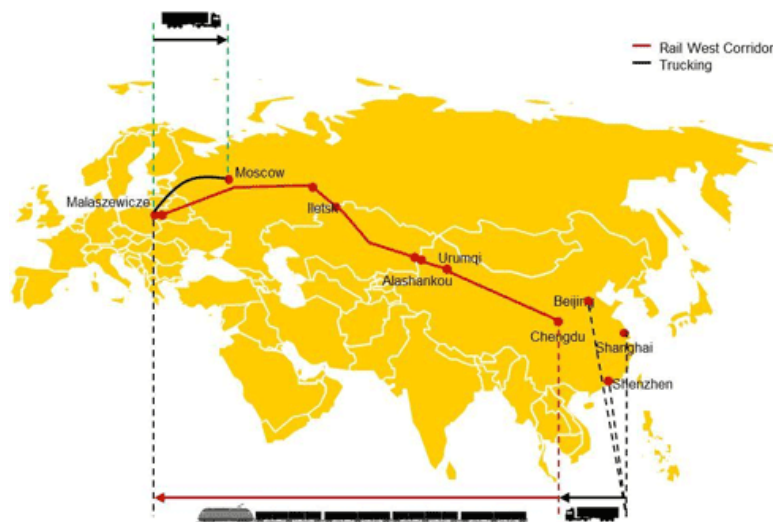 Rail West Corridor
Trucking
Moscow
Malaszewicze
Iletsk
Urumqi
Alashankou
Beijing
Chengdu
Shanghai
Shenzhen